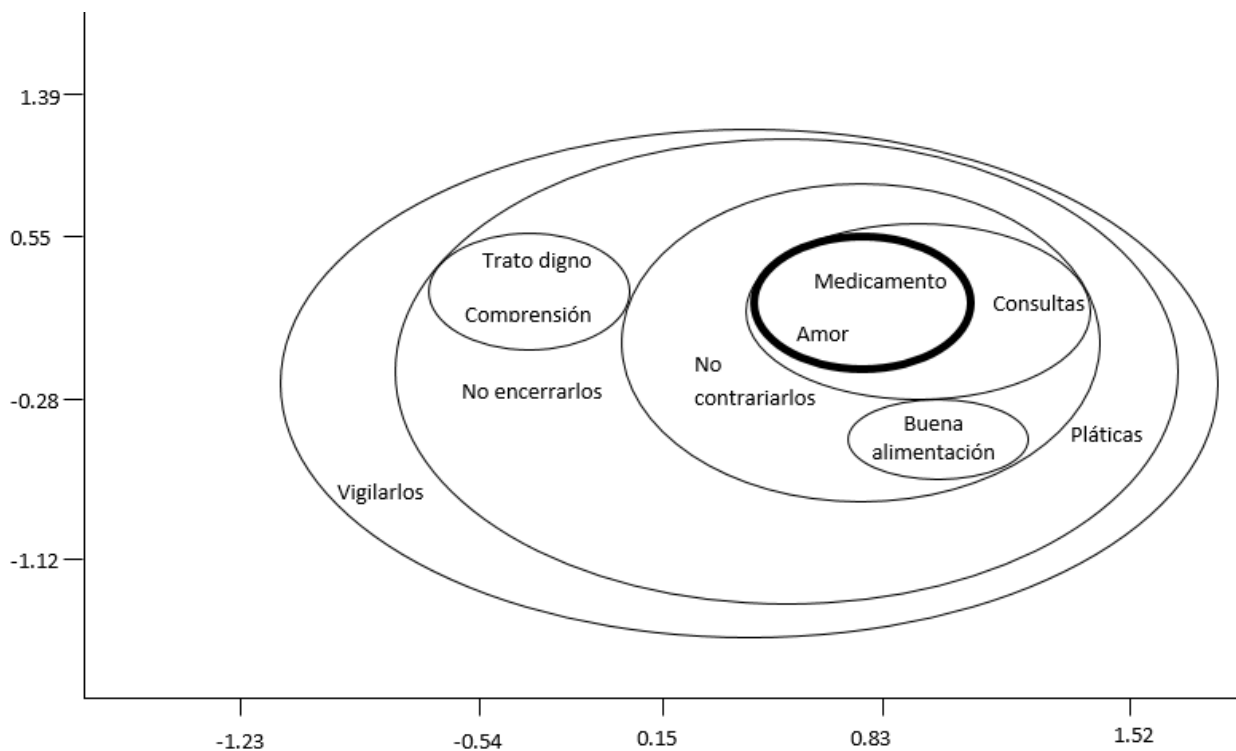 1.39
0.55
Trato digno
Medicamento
Consultas
Comprensión
Amor
No
contrariarlos
No encerrarlos
-0.28
Buena
alimentación
Pláticas
Vigilarlos
-1.12
-1.23
-0.54
0.15
0.83
1.52